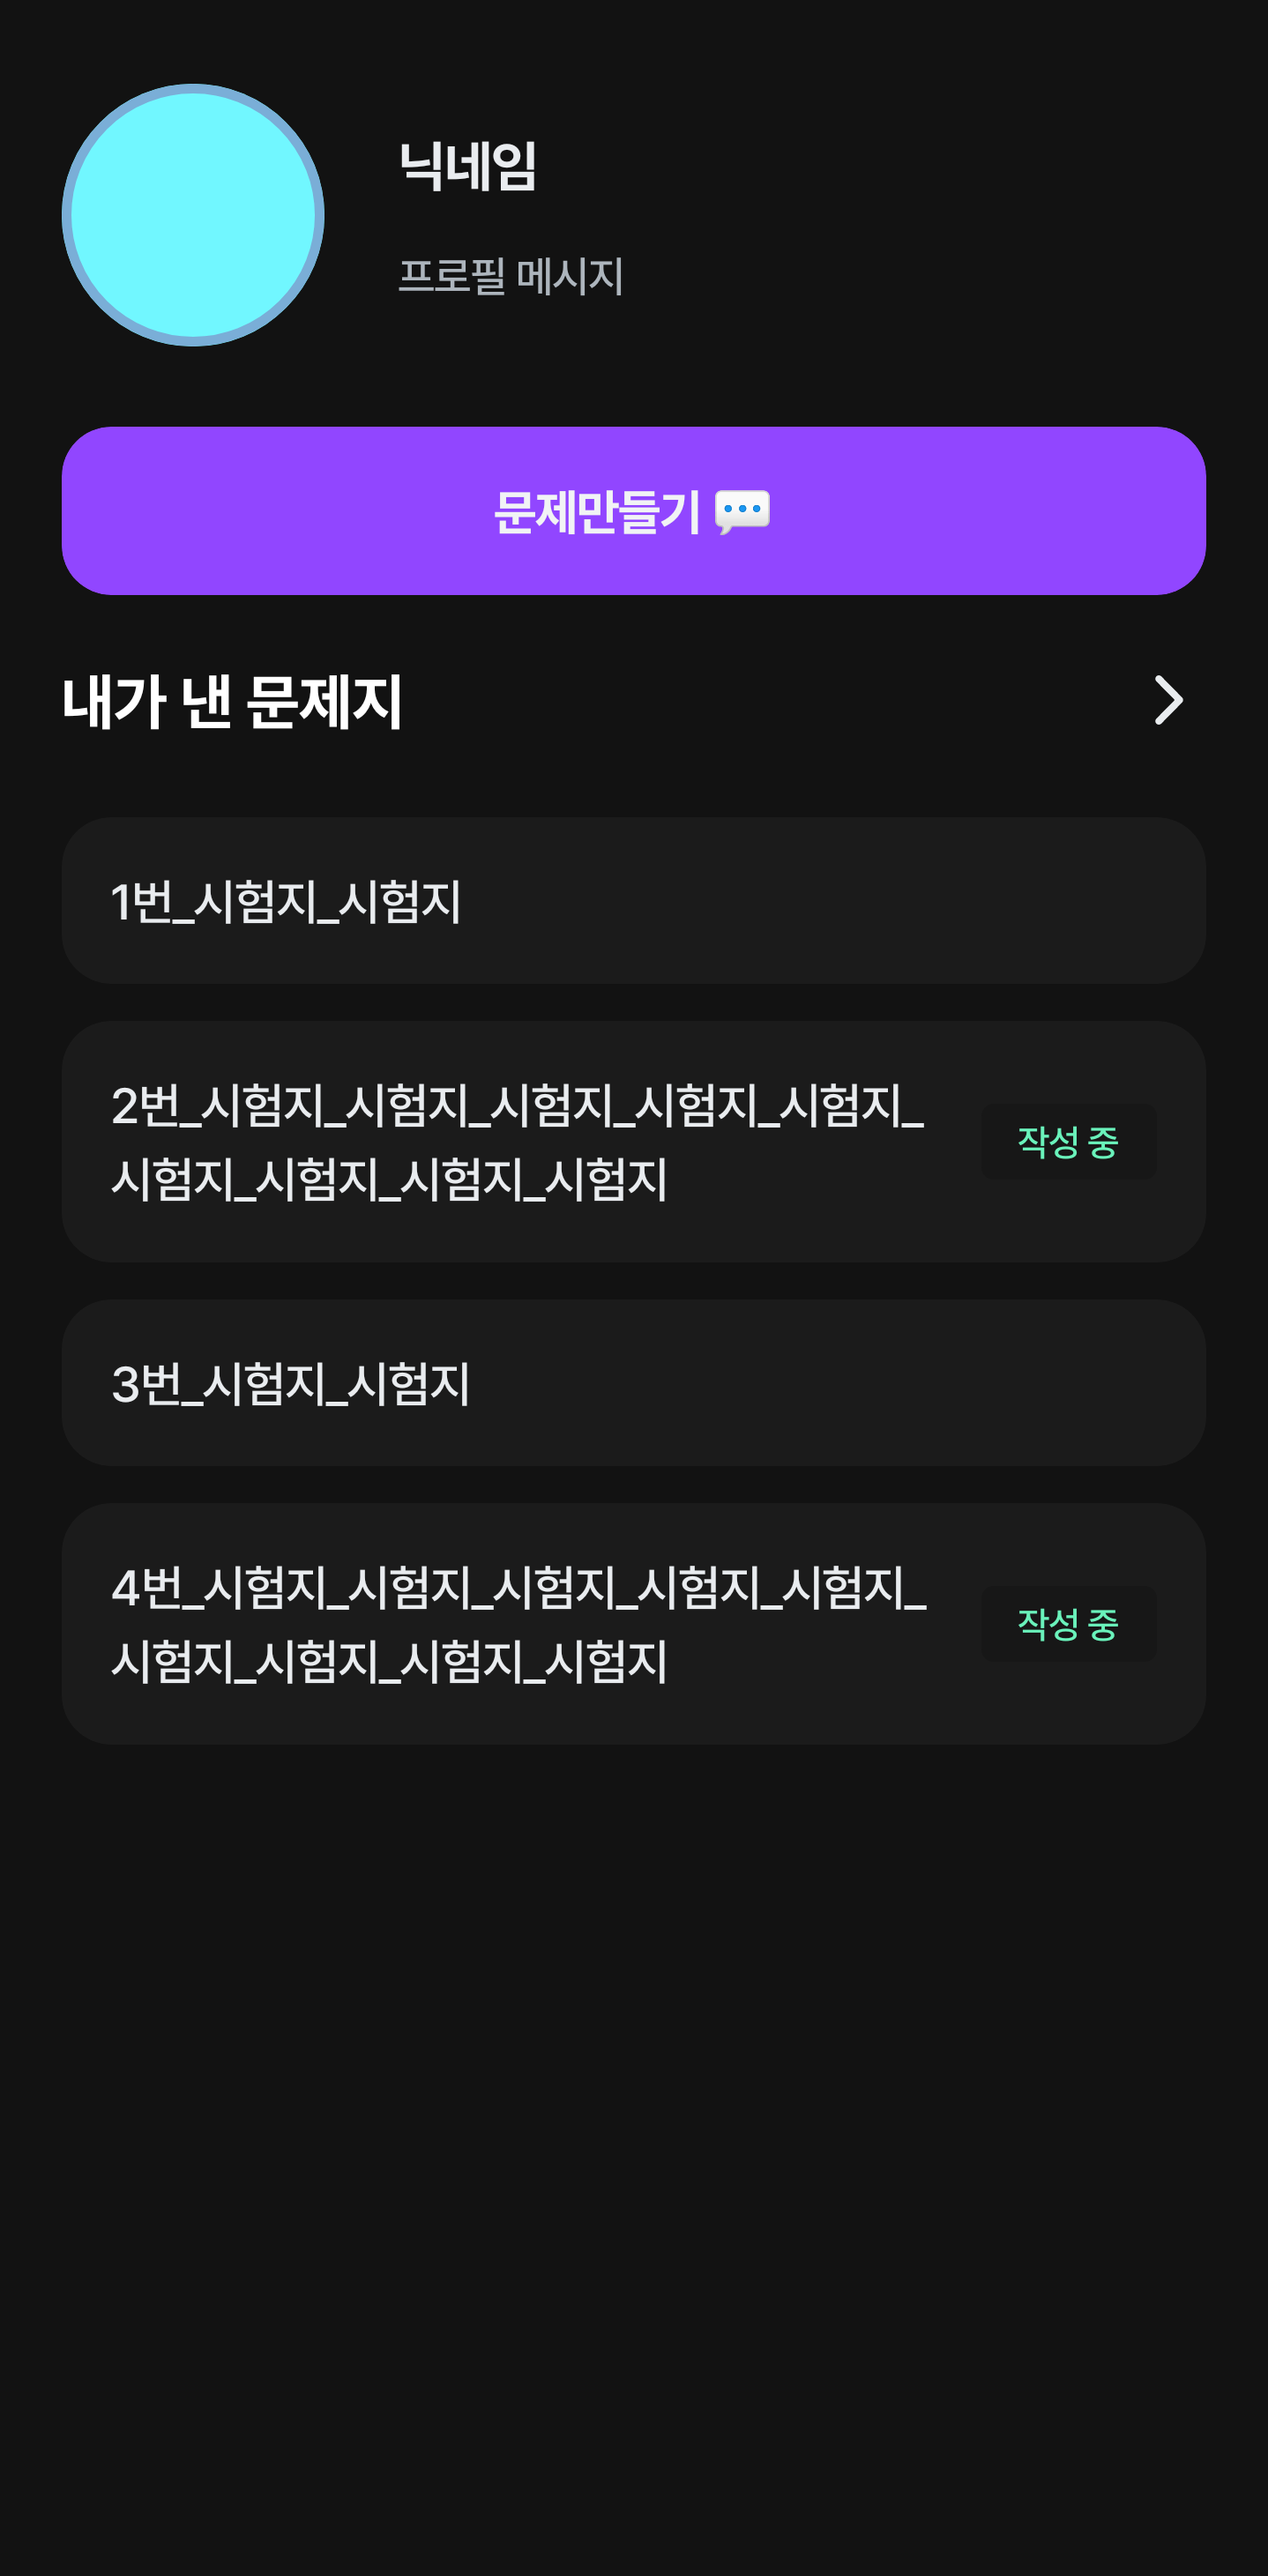 닉네임
프로필 메시지
문제만들기 💬
내가 낸 문제지
1번_시험지_시험지
2번_시험지_시험지_시험지_시험지_시험지_
시험지_시험지_시험지_시험지
작성 중
3번_시험지_시험지
4번_시험지_시험지_시험지_시험지_시험지_
시험지_시험지_시험지_시험지
작성 중